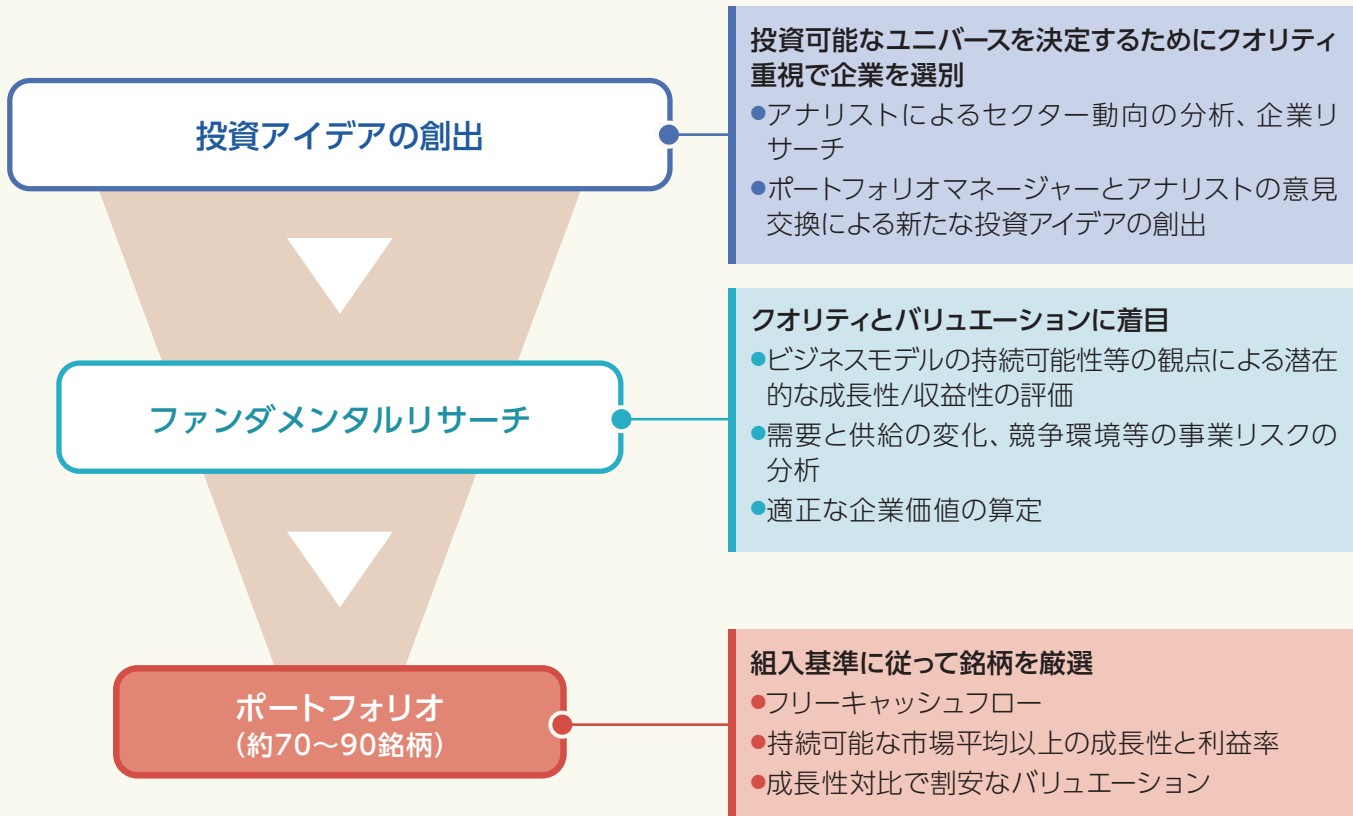 投資アイデアの創出
投資可能なユニバースを決定するためにクオリティ
重視で企業を選別
●アナリストによるセクター動向の分析、企業リ
サーチ
●ポートフォリオマネージャーとアナリストの意見
交換による新たな投資アイデアの創出
ファンダメンタルリサーチ
クオリティとバリュエーションに着目
●ビジネスモデルの持続可能性等の観点による潜在
的な成長性/収益性の評価
●需要と供給の変化、競争環境等の事業リスクの
分析
●適正な企業価値の算定
ポートフォリオ
(約70〜90銘柄)
組入基準に従って銘柄を厳選
●フリーキャッシュフロー
●持続可能な市場平均以上の成長性と利益率
●成長性対比で割安なバリュエーション